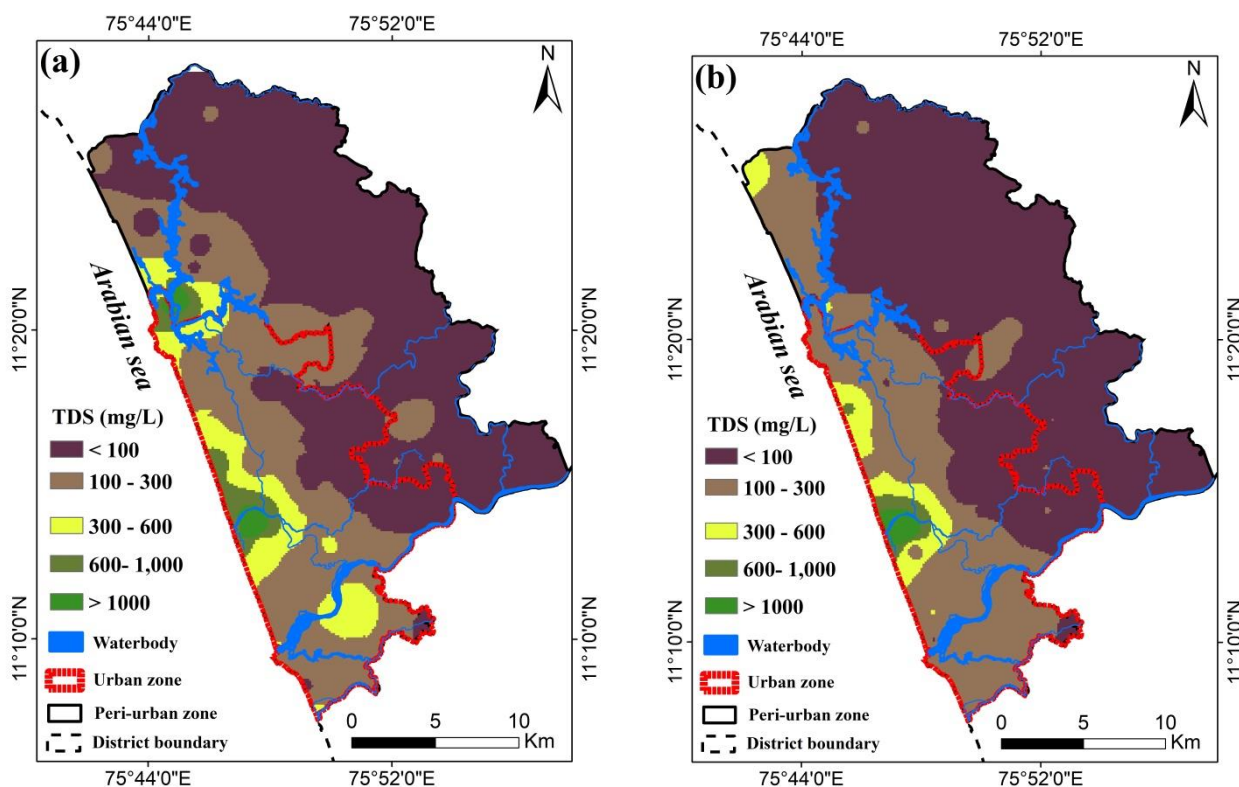 75°44'0"E 75°52'0"E
(a)
N
11°20'0"N
11°10'0"N
Arabian sea
TDS (mg/L)
< 100
100 - 300
300 - 600
600- 1,000
> 1000
Waterbody
Urban zone
Peri-urban zone
District boundary
0 5 10
Km
75°44'0"E 75°52'0"E
75°44'0"E 75°52'0"E
(b)
N
11°20'0"N
11°20'0"N
11°10'0"N
11°10'0"N
Arabian sea
TDS (mg/L)
< 100
100 - 300
300 - 600
600- 1,000
> 1000
Waterbody
Urban zone
Peri-urban zone
District boundary
0 5 10
Km
75°44'0"E 75°52'0"E